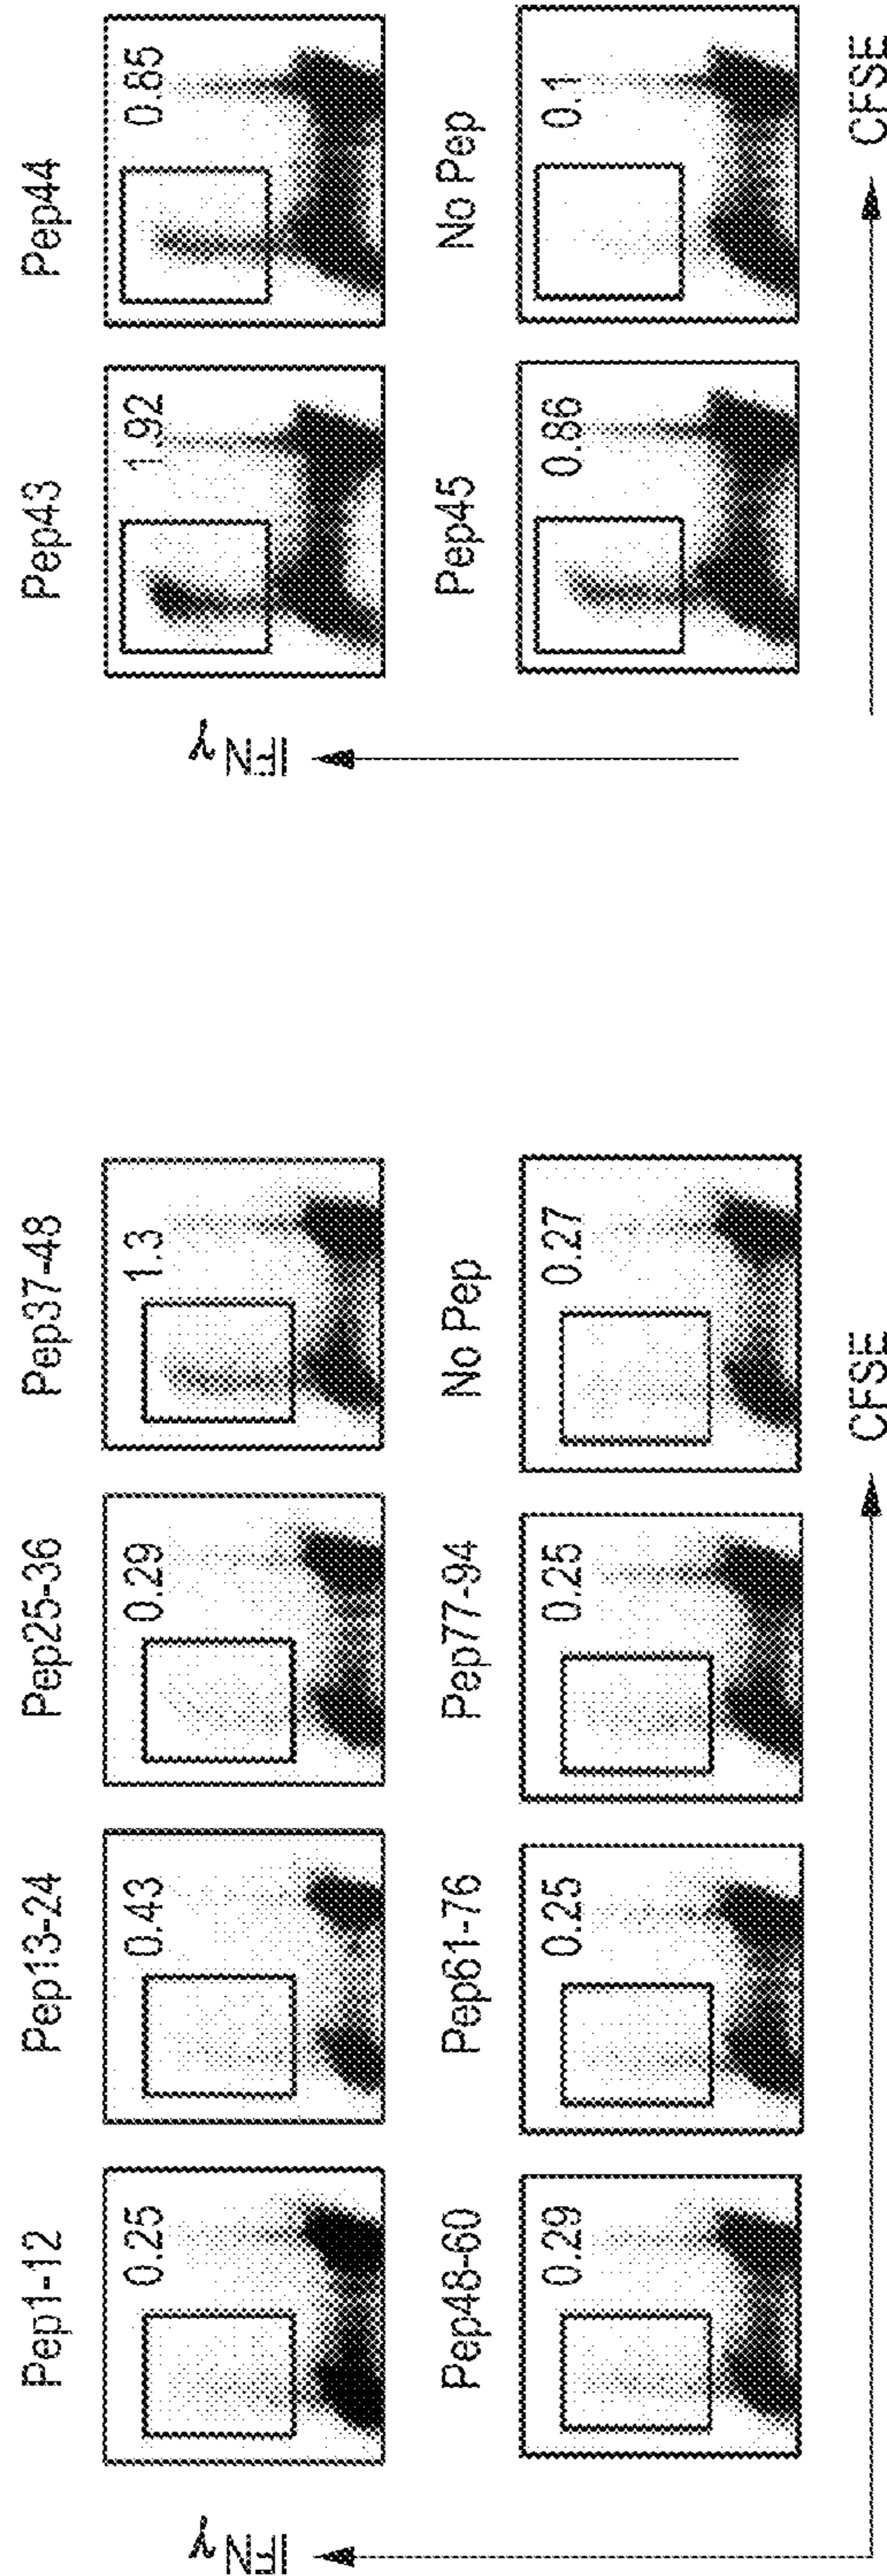 Pep1-12
Pep13-24
Pep25-36
Pep37-48
0.25
0.43
0.29
1.3
IFNγ
Pep48-60
Pep61-76
Pep77-94
No Pep
0.29
0.25
0.25
0.27
CFSE
Pep43
Pep44
1.92
0.85
IFNγ
Pep45
No Pep
0.86
0.1
CFSE